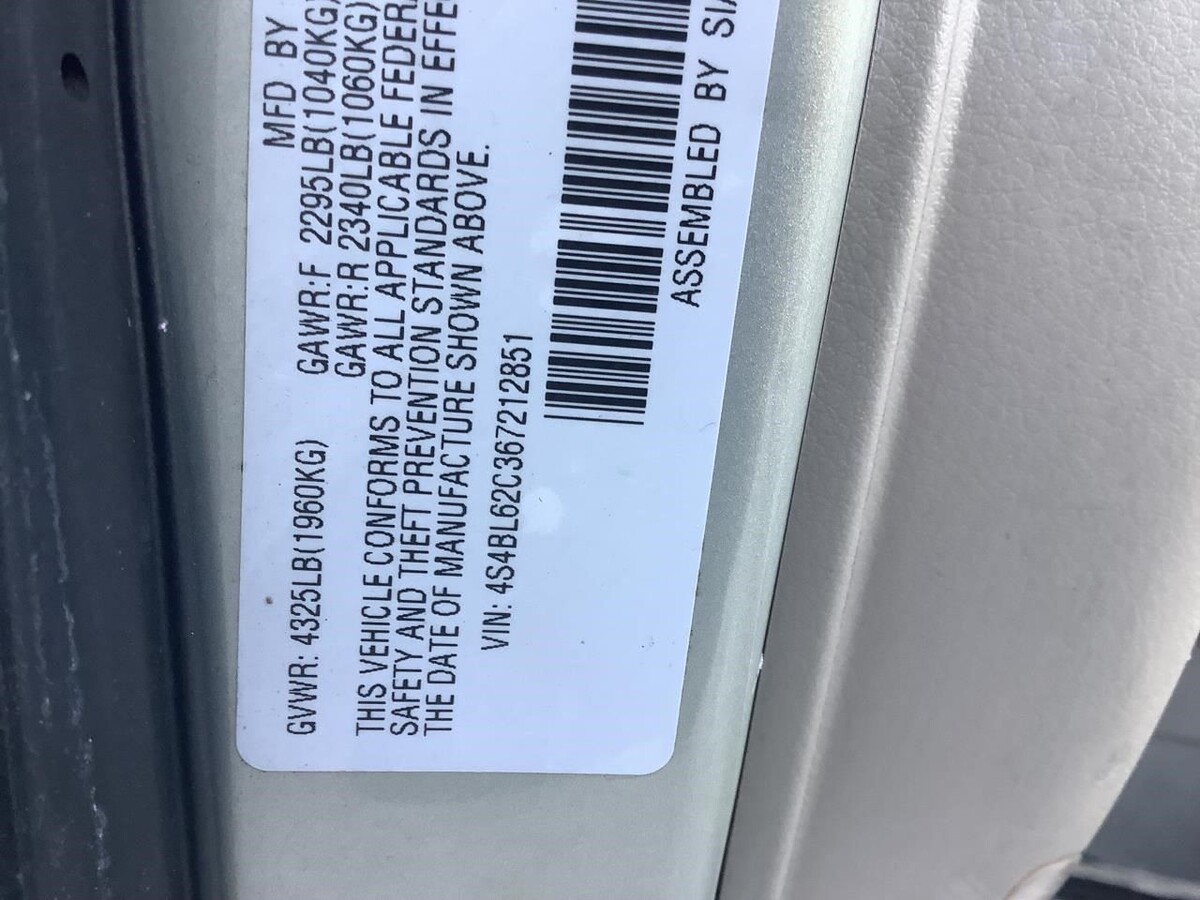 MFD BY
GVWR: 4325LB(1960KG) GAWR:F 2295LB(1040KG)
GAWR:R 2340LB(1060KG)
THIS VEHICLE CONFORMS TO ALL APPLICABLE FEDERA
SAFETY AND THEFT PREVENTION STANDARDS IN EFFE
THE DATE OF MANUFACTURE SHOWN ABOVE.
VIN: 4S4BL62C367212851
ASSEMBLED BY SIA